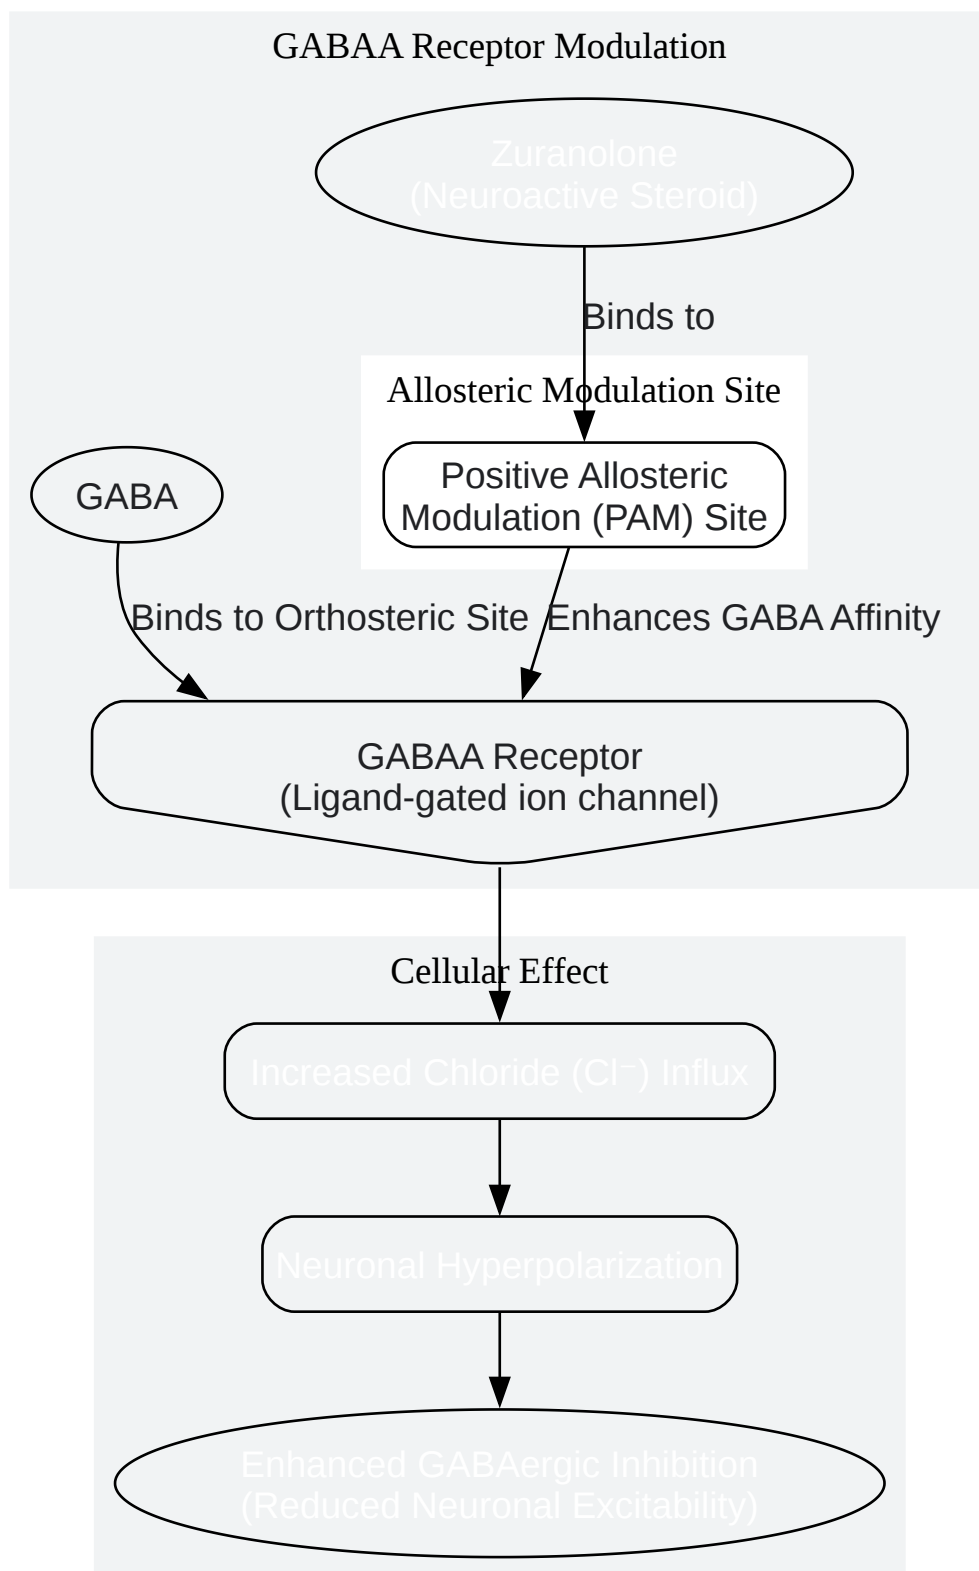 GABAA Receptor Modulation
Zuranolone
(Neuroactive Steroid)
Binds to
Allosteric Modulation Site
Positive Allosteric
Modulation (PAM) Site
GABA
Binds to Orthosteric Site
Enhances GABA Affinity
GABAA Receptor
(Ligand-gated ion channel)
Cellular Effect
Increased Chloride (Cl⁻) Influx
Neuronal Hyperpolarization
Enhanced GABAergic Inhibition
(Reduced Neuronal Excitability)